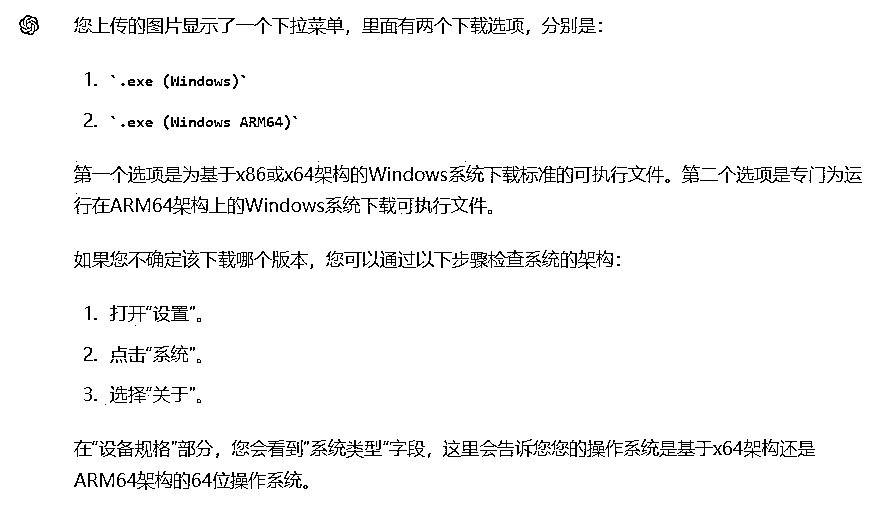 您上传的图片显示了一个下拉菜单，里面有两个下载选项，分别是：
1. `.exe (Windows)`
2. `.exe (Windows ARM64)`
第一个选项是为基于x86或x64架构的Windows系统下载标准的可执行文件。第二个选项是专门为运
行在ARM64架构上的Windows系统下载可执行文件。
如果您不确定该下载哪个版本，您可以通过以下步骤检查系统的架构：
1. 打开“设置”。
2. 点击“系统”。
3. 选择“关于”。
在“设备规格”部分，您会看到“系统类型”字段，这里会告诉您您的操作系统是基于x64架构还是
ARM64架构的64位操作系统。